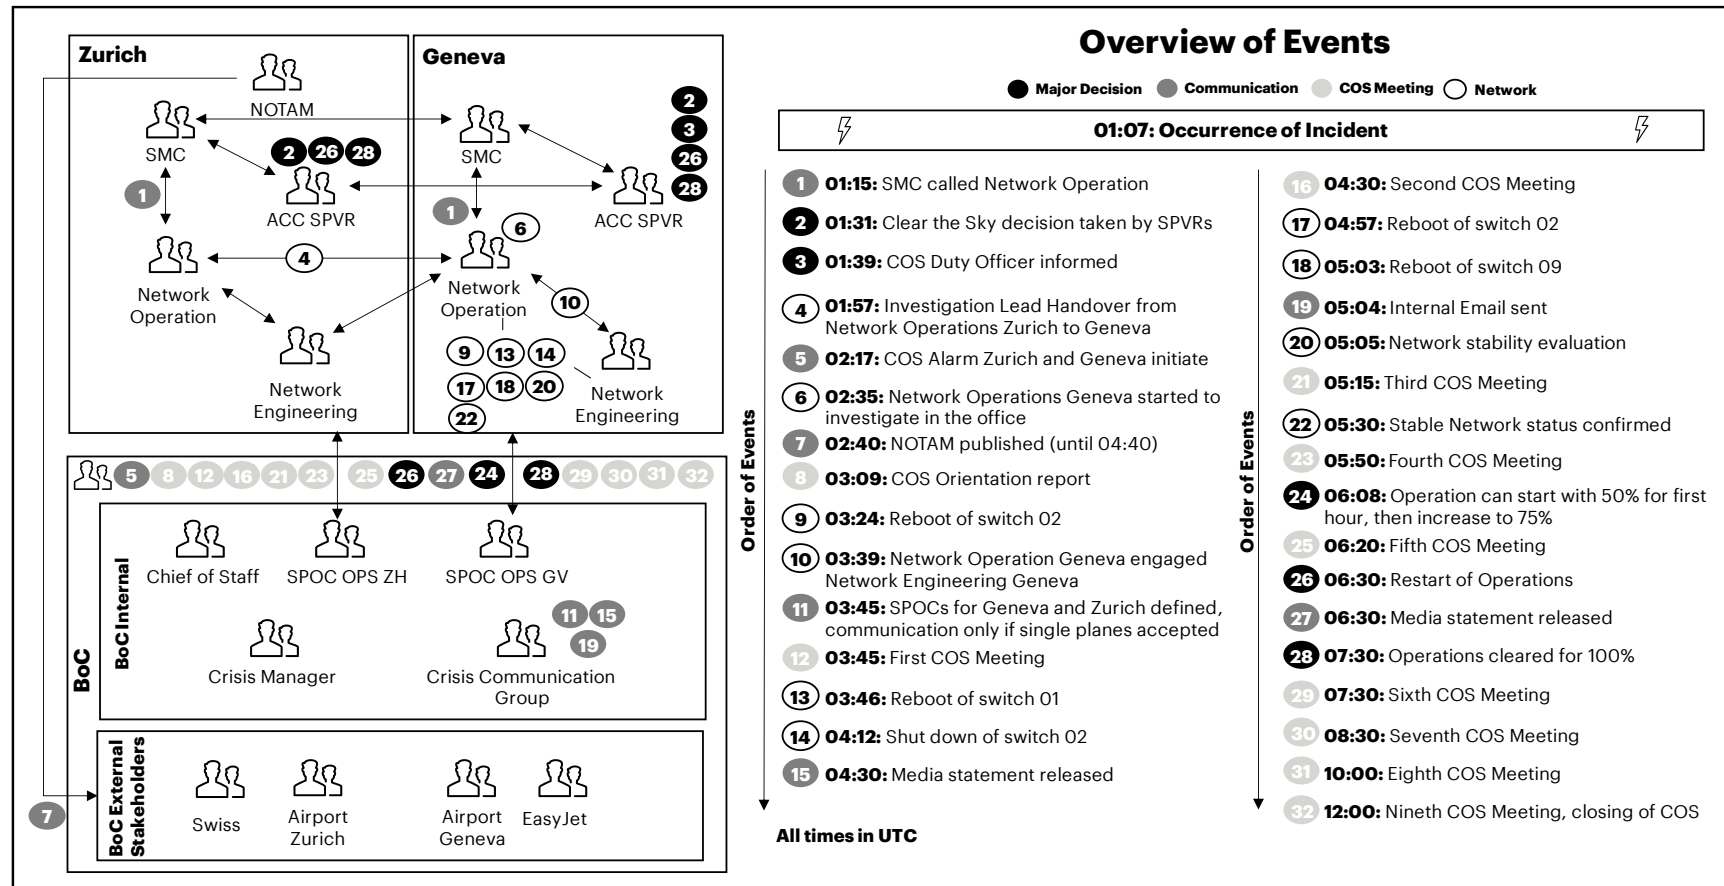 Overview of Events
Major Decision
Communication
COS Meeting
Network
01:07: Occurrence of Incident
Zurich
NOTAM
SMC
1
2
26
28
ACC SPVR
4
Network
Operation
Network
Engineering
Geneva
2
3
26
28
SMC
ACC SPVR
1
6
Network
Operation
10
9
13
14
17
18
20
22
Network
Engineering
BoC
5
8
12
16
21
23
25
26
27
24
28
29
30
31
32
BoC Internal
Chief of Staff
SPOC OPS ZH
SPOC OPS GV
Crisis Manager
11
15
19
Crisis Communication
Group
BoC External
Stakeholders
Swiss
Airport
Zurich
Airport
Geneva
EasyJet
7
Order of Events
1 01:15: SMC called Network Operation
2 01:31: Clear the Sky decision taken by SPVRs
3 01:39: COS Duty Officer informed
4 01:57: Investigation Lead Handover from
Network Operations Zurich to Geneva
5 02:17: COS Alarm Zurich and Geneva initiate
6 02:35: Network Operations Geneva started to
investigate in the office
7 02:40: NOTAM published (until 04:40)
8 03:09: COS Orientation report
9 03:24: Reboot of switch 02
10 03:39: Network Operation Geneva engaged
Network Engineering Geneva
11 03:45: SPOCs for Geneva and Zurich defined,
communication only if single planes accepted
12 03:45: First COS Meeting
13 03:46: Reboot of switch 01
14 04:12: Shut down of switch 02
15 04:30: Media statement released
All times in UTC
Order of Events
16 04:30: Second COS Meeting
17 04:57: Reboot of switch 02
18 05:03: Reboot of switch 09
19 05:04: Internal Email sent
20 05:05: Network stability evaluation
21 05:15: Third COS Meeting
22 05:30: Stable Network status confirmed
23 05:50: Fourth COS Meeting
24 06:08: Operation can start with 50% for first
hour, then increase to 75%
25 06:20: Fifth COS Meeting
26 06:30: Restart of Operations
27 06:30: Media statement released
28 07:30: Operations cleared for 100%
29 07:30: Sixth COS Meeting
30 08:30: Seventh COS Meeting
31 10:00: Eighth COS Meeting
32 12:00: Nineth COS Meeting, closing of COS